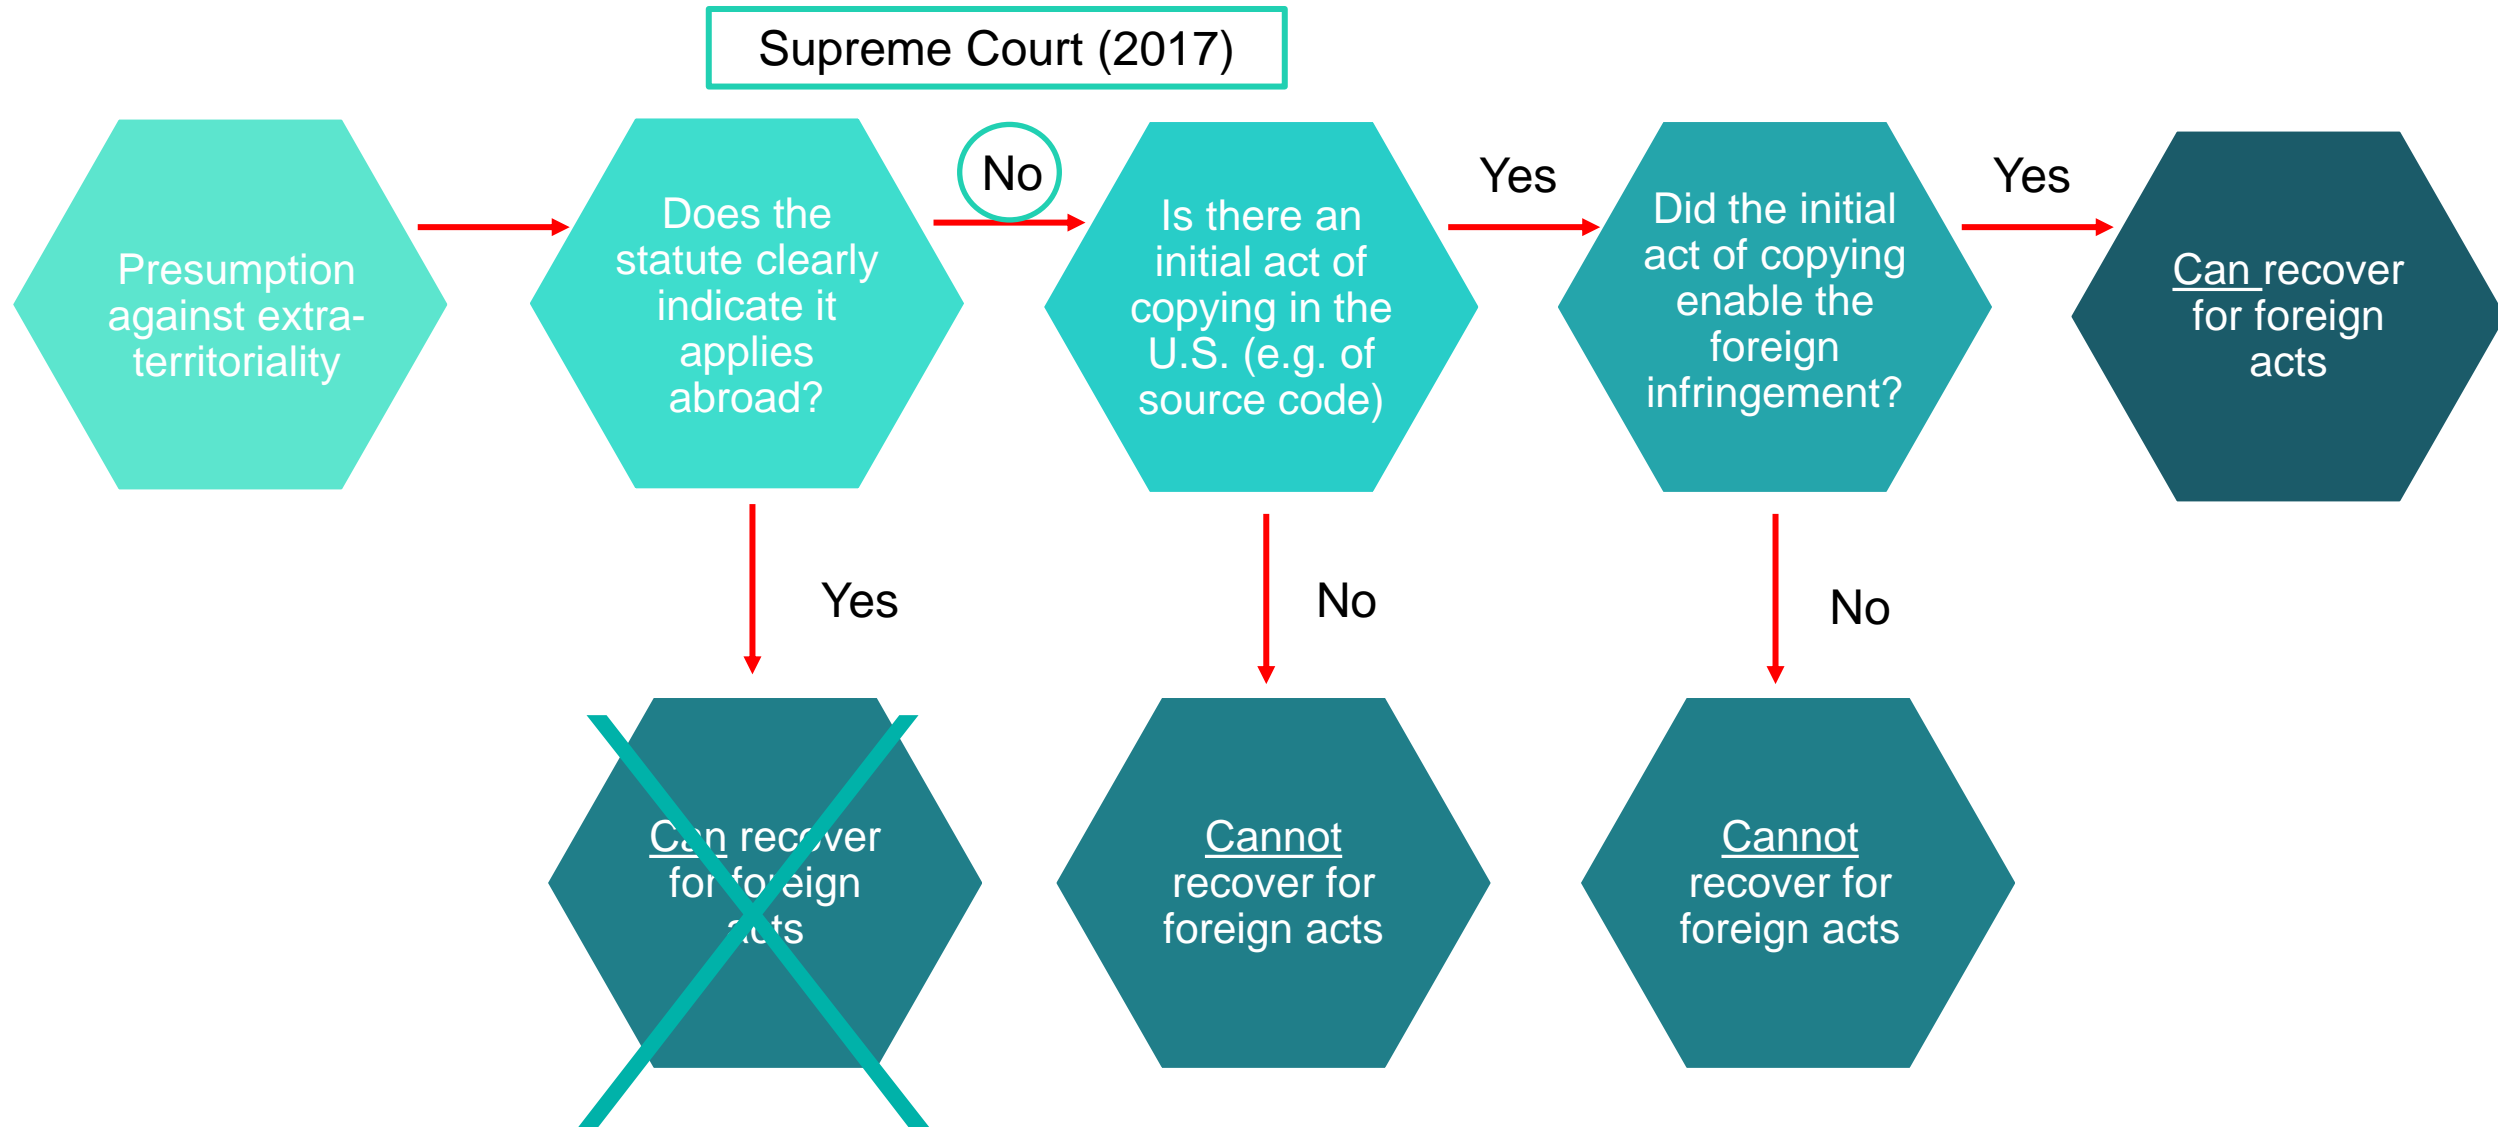 Supreme Court (2017)
Presumption
against extra-
territoriality
Does the
statute clearly
indicate it
applies
abroad?
No
Is there an
initial act of
copying in the
U.S. (e.g. of
source code)
Yes
Did the initial
act of copying
enable the
foreign
infringement?
Yes
Can recover
for foreign
acts
Yes
No
No
Can recover
for foreign
acts
Cannot
recover for
foreign acts
Cannot
recover for
foreign acts